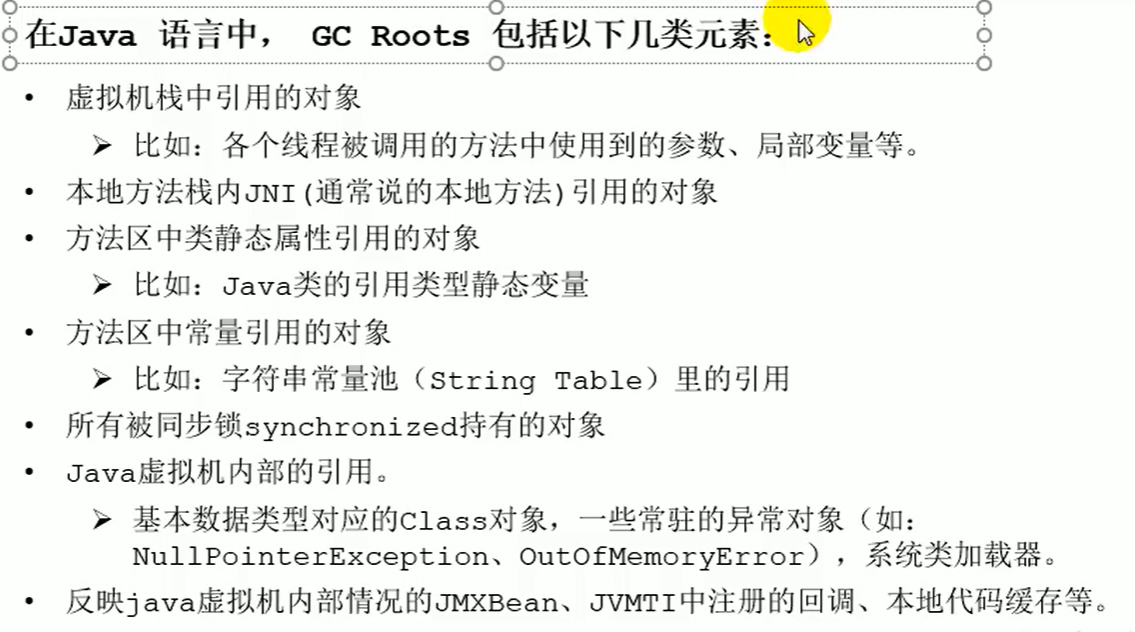 在Java 语言中， GC Roots 包括以下几类元素：
• 虚拟机栈中引用的对象
➢ 比如：各个线程被调用的方法中使用到的参数、局部变量等。
• 本地方法栈内JNI(通常说的本地方法)引用的对象
• 方法区中类静态属性引用的对象
➢ 比如：Java类的引用类型静态变量
• 方法区中常量引用的对象
➢ 比如：字符串常量池（String Table）里的引用
• 所有被同步锁synchronized持有的对象
• Java虚拟机内部的引用。
➢ 基本数据类型对应的Class对象，一些常驻的异常对象（如：
NullPointerException、OutOfMemoryError），系统类加载器。
• 反映java虚拟机内部情况的JMXBean、JVMTI中注册的回调、本地代码缓存等。